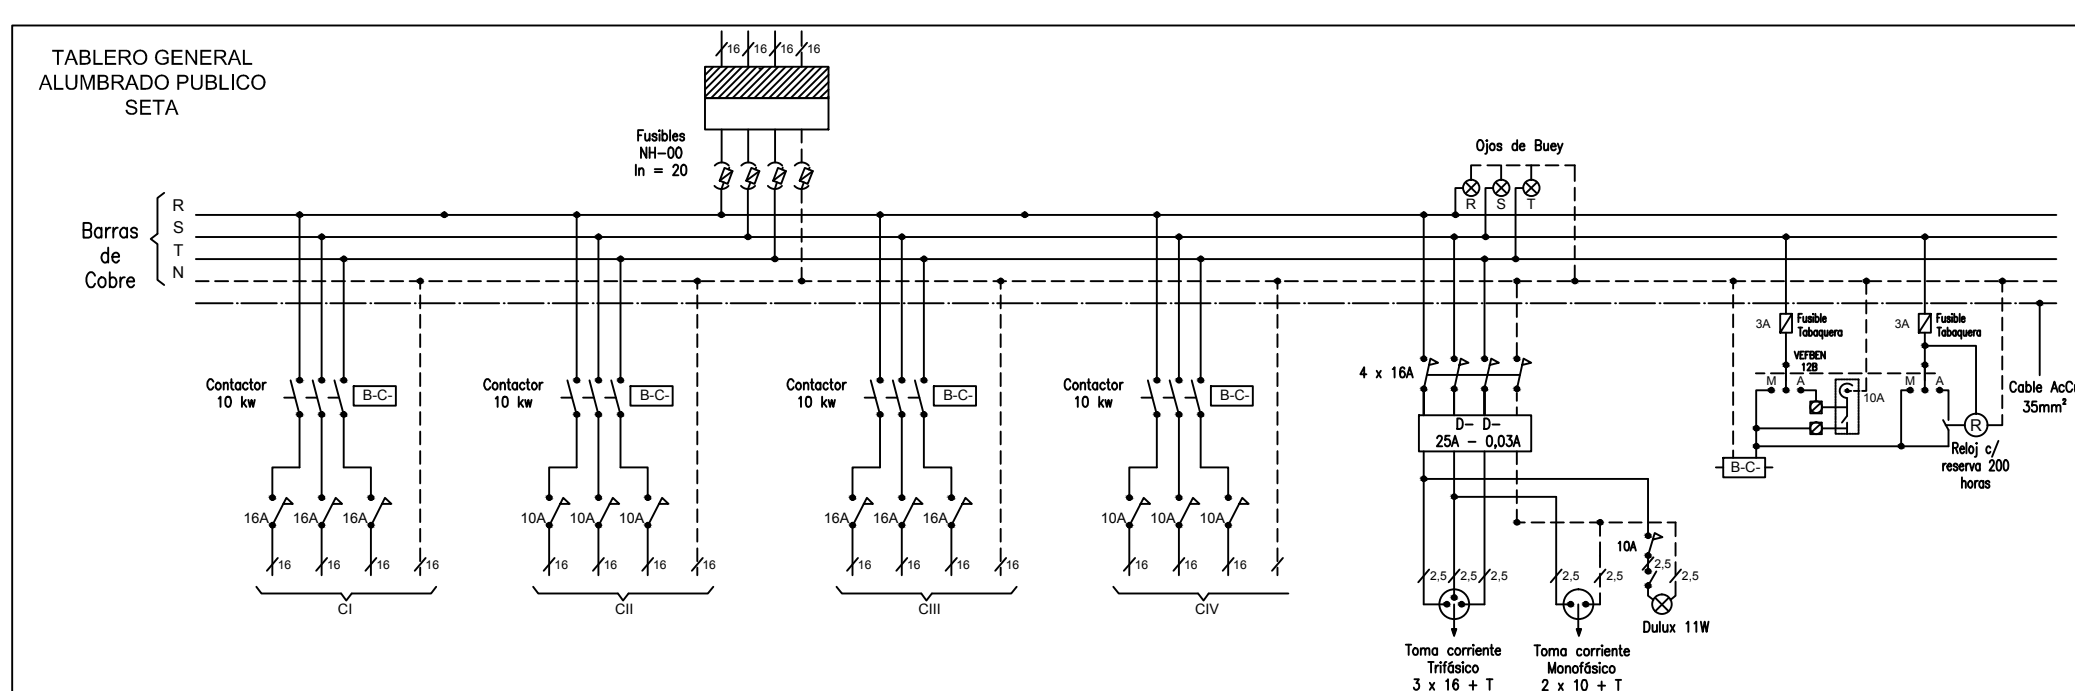 TABLERO GENERAL
ALUMBRADO PUBLICO
SETA
16 16 16 16
Fusibles
NH-00
In = 20
Ojos de Buey
R S T
Barras
de
Cobre
R
S
T
N
Contactor
10 kw
B-C-
Contactor
10 kw
B-C-
Contactor
10 kw
B-C-
Contactor
10 kw
B-C-
4 x 16A
D- D-
25A - 0,03A
3A
Fusible
Tabaquera
VEFBEN
12B
M A
10A
3A
Fusible
Tabaquera
M A
Cable AcCu
35mm²
R
Reloj c/
reserva 200
horas
B-C-
16A 16A 16A
10A 10A 10A
16A 16A 16A
10A 10A 10A
10A
16 16 16 16
16 16 16 16
16 16 16 16
16 16 16
2,5 2,5 2,5
2,5 2,5
2,5 2,5
CI
CII
CIII
CIV
Dulux 11W
Toma corriente
Trifásico
3 x 16 + T
Toma corriente
Monofásico
2 x 10 + T